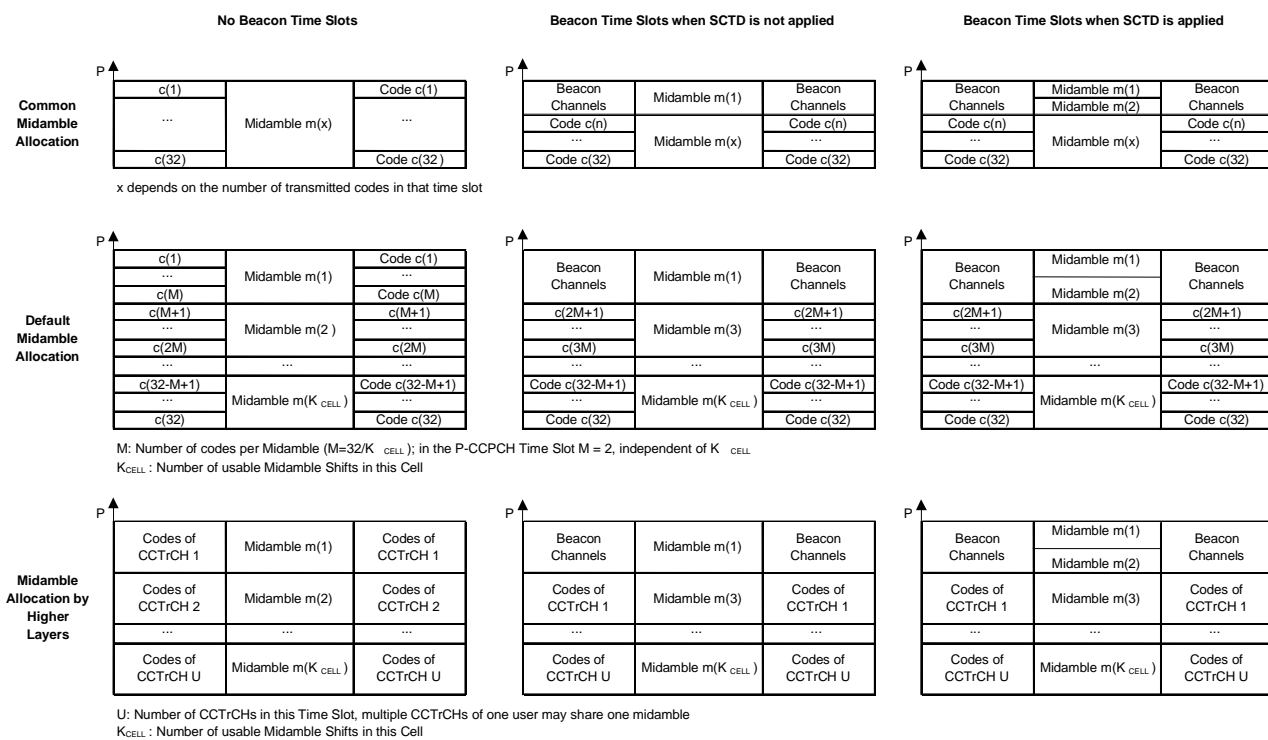 No Beacon Time Slots
Beacon Time Slots when SCTD is not applied
Beacon Time Slots when SCTD is applied
Common
Midamble
Allocation
P
c(1)
...
c(32)
Midamble m(x)
Code c(1)
...
Code c(32)
x depends on the number of transmitted codes in that time slot
P
Beacon
Channels
Code c(n)
...
Code c(32)
Midamble m(1)
Midamble m(x)
Beacon
Channels
Code c(n)
...
Code c(32)
P
Beacon
Channels
Code c(n)
...
Code c(32)
Midamble m(1)
Midamble m(2)
Midamble m(x)
Beacon
Channels
Code c(n)
...
Code c(32)
Default
Midamble
Allocation
P
c(1)
...
c(M)
c(M+1)
...
c(2M)
...
c(32-M+1)
...
c(32)
Midamble m(1)
Midamble m(2)
...
Midamble m(K CELL)
Code c(1)
...
Code c(M)
c(M+1)
...
c(2M)
...
Code c(32-M+1)
...
Code c(32)
M: Number of codes per Midamble (M=32/K CELL); in the P-CCPCH Time Slot M = 2, independent of K CELL
KCELL : Number of usable Midamble Shifts in this Cell
P
Beacon
Channels
c(2M+1)
...
c(3M)
...
Code c(32-M+1)
...
Code c(32)
Midamble m(1)
Midamble m(3)
...
Midamble m(K CELL)
Beacon
Channels
c(2M+1)
...
c(3M)
...
Code c(32-M+1)
...
Code c(32)
P
Beacon
Channels
c(2M+1)
...
c(3M)
...
Code c(32-M+1)
...
Code c(32)
Midamble m(1)
Midamble m(2)
Midamble m(3)
...
Midamble m(K CELL)
Beacon
Channels
c(2M+1)
...
c(3M)
...
Code c(32-M+1)
...
Code c(32)
Midamble
Allocation by
Higher
Layers
P
Codes of
CCTrCH 1
Codes of
CCTrCH 2
...
Codes of
CCTrCH U
Midamble m(1)
Midamble m(2)
...
Midamble m(K CELL)
Codes of
CCTrCH 1
Codes of
CCTrCH 2
...
Codes of
CCTrCH U
U: Number of CCTrCHs in this Time Slot, multiple CCTrCHs of one user may share one midamble
KCELL : Number of usable Midamble Shifts in this Cell
P
Beacon
Channels
Codes of
CCTrCH 1
...
Codes of
CCTrCH U
Midamble m(1)
Midamble m(3)
...
Midamble m(K CELL)
Beacon
Channels
Codes of
CCTrCH 1
...
Codes of
CCTrCH U
P
Beacon
Channels
Codes of
CCTrCH 1
...
Codes of
CCTrCH U
Midamble m(1)
Midamble m(2)
Midamble m(3)
...
Midamble m(K CELL)
Beacon
Channels
Codes of
CCTrCH 1
...
Codes of
CCTrCH U